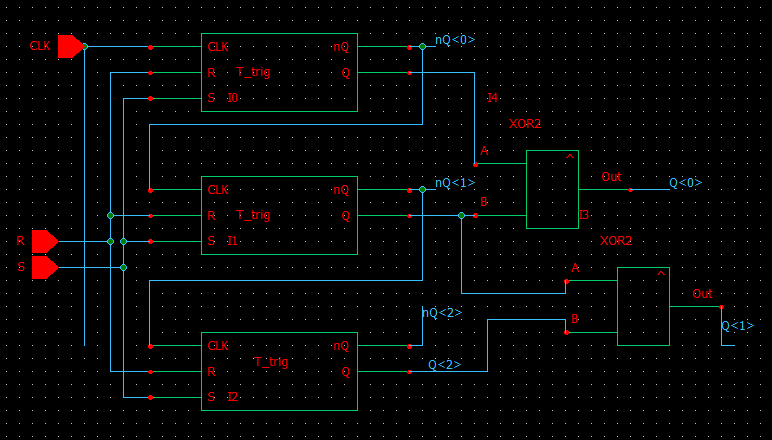 CLK
CLK
nQ
nQ<0>
R
T_trig
Q
S
I0
I4
XOR2
A
Out
Q<0>
CLK
nQ
nQ<1>
B
R
T_trig
Q
I3
R
S
I1
XOR2
S
A
Out
nQ<2>
B
Q<1>
CLK
nQ
T_trig
Q<2>
R
Q
S
I2